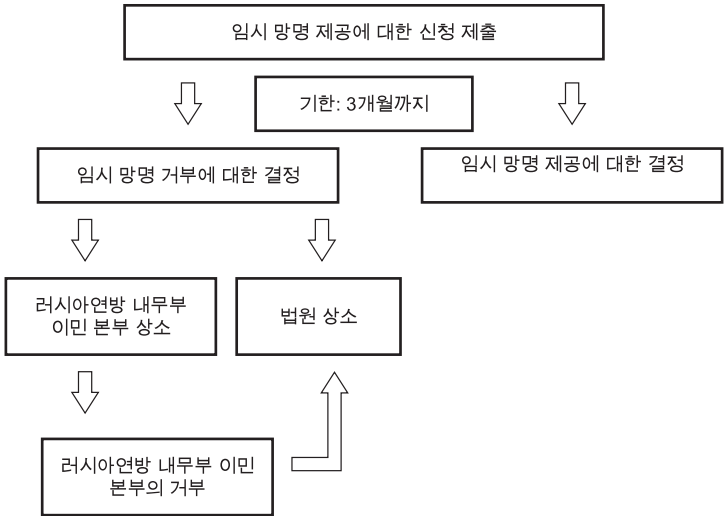 임시 망명 제공에 대한 신청 제출
기한: 3개월까지
임시 망명 거부에 대한 결정
임시 망명 제공에 대한 결정
러시아연방 내무부
이민 본부 상소
법원 상소
러시아연방 내무부 이민
본부의 거부